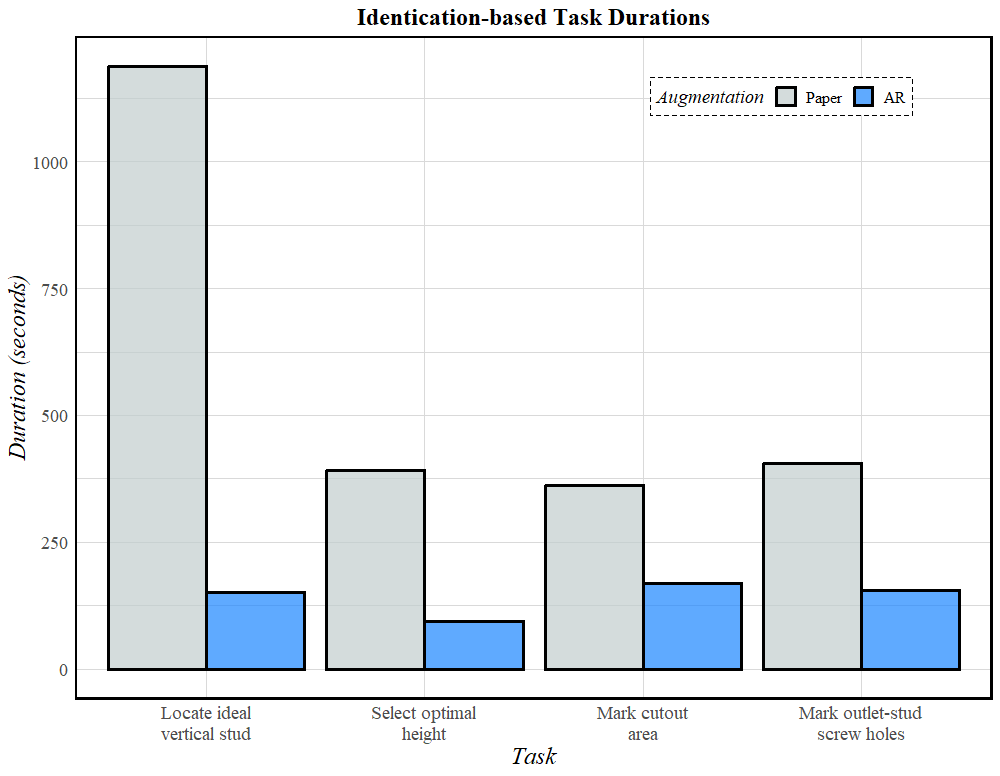 Identication-based Task Durations
Augmentation Paper AR
Duration (seconds)
1000
750
500
250
0
Locate ideal
vertical stud
Select optimal
height
Mark cutout
area
Mark outlet-stud
screw holes
Task